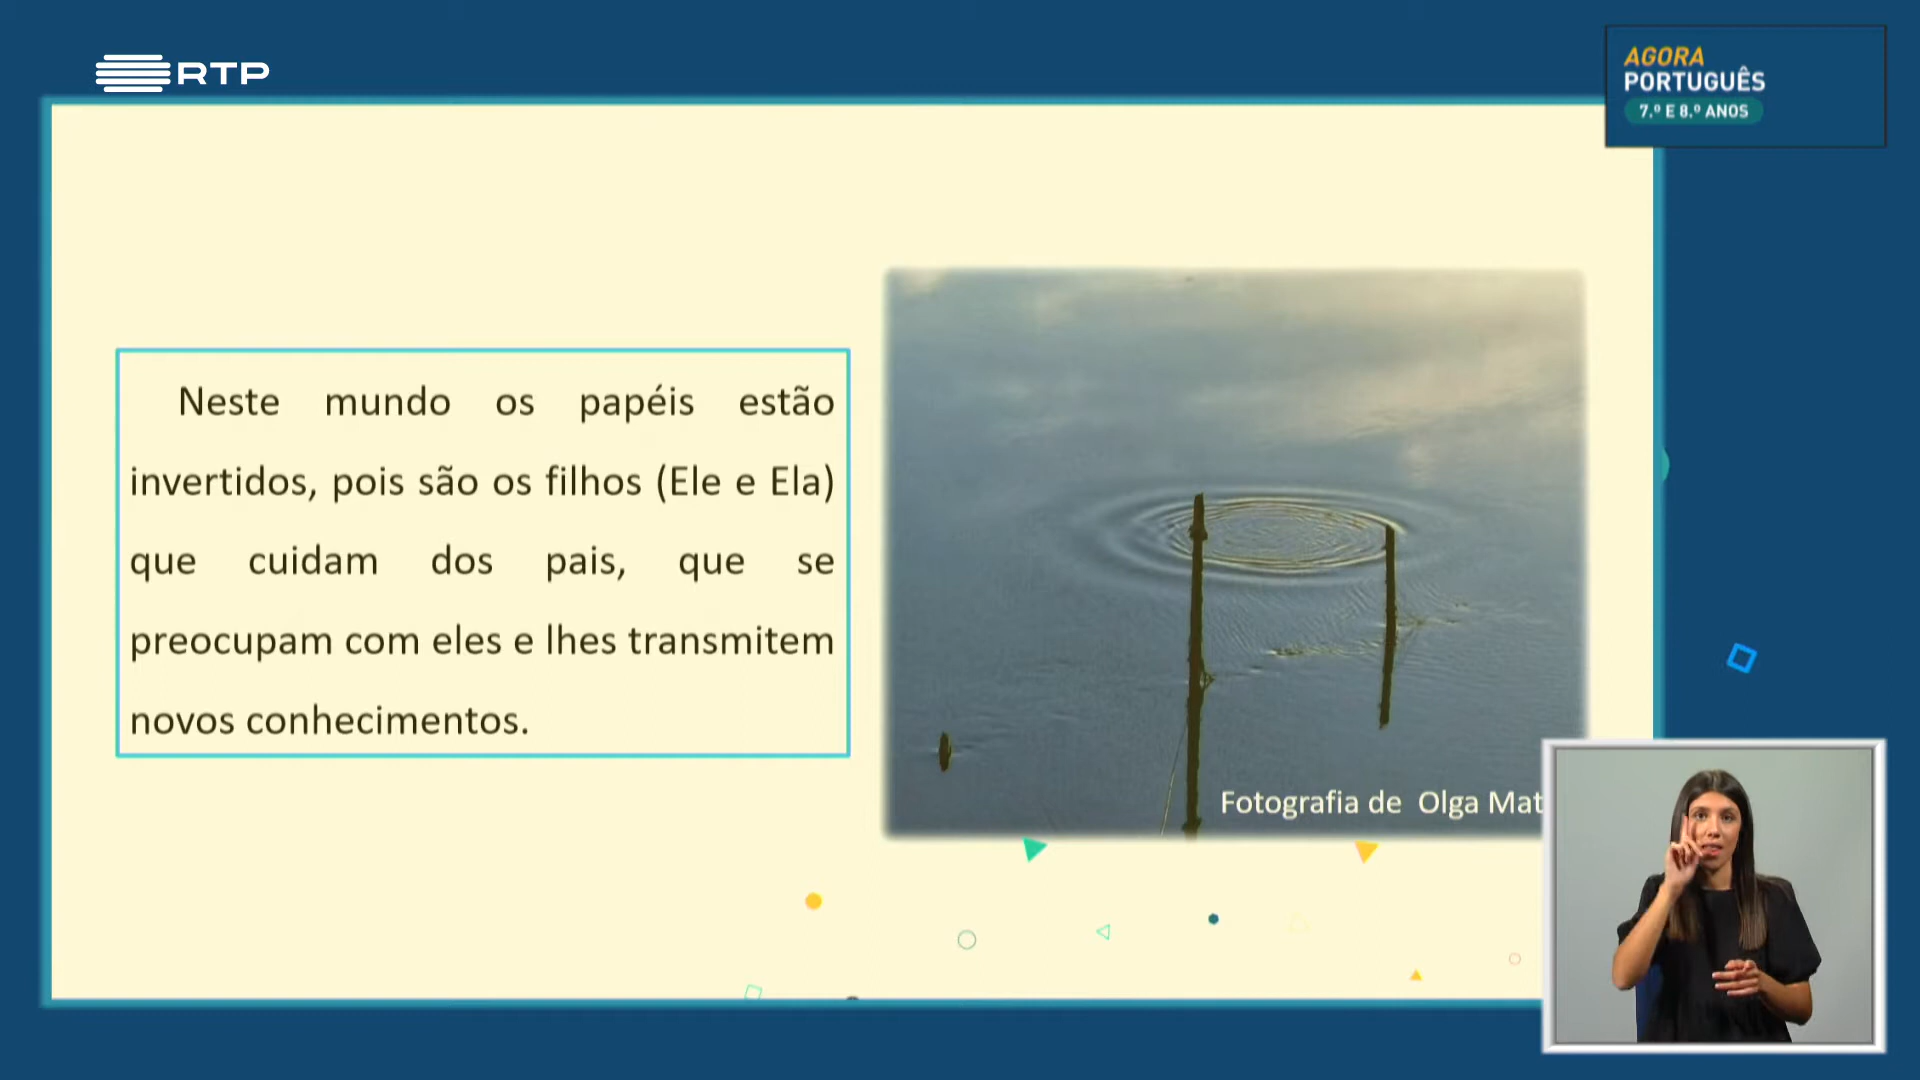 RTP
AGORA
PORTUGUÊS
7.º E 8.º ANOS
Neste mundo os papéis estão
invertidos, pois são os filhos (Ele e Ela)
que cuidam dos pais, que se
preocupam com eles e lhes transmitem
novos conhecimentos.
Fotografia de Olga